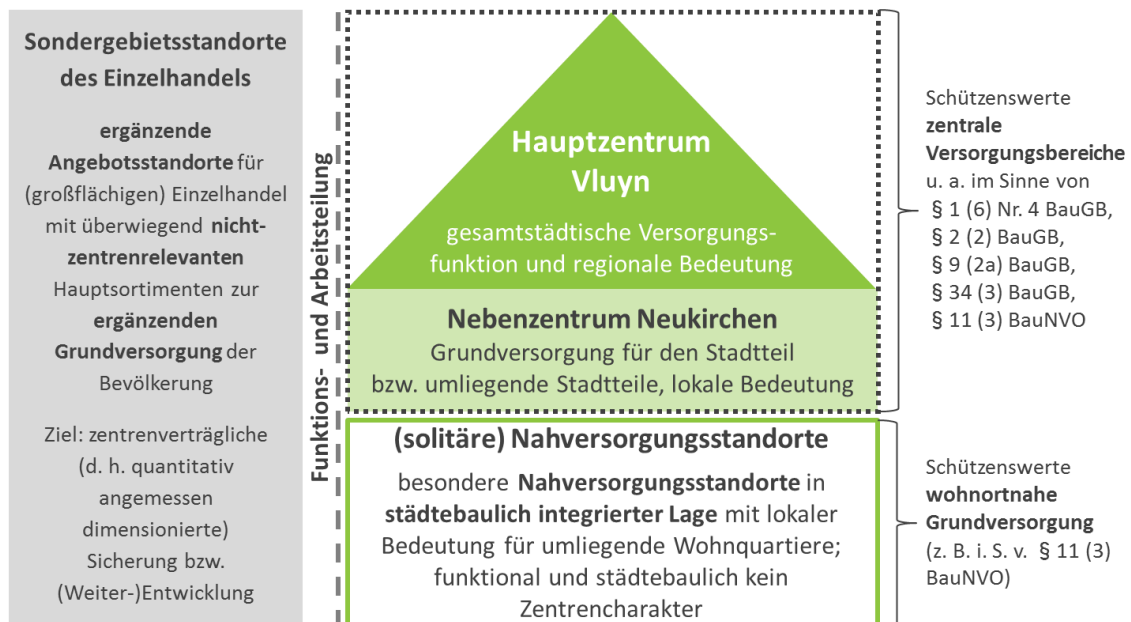 Sondergebietsstandorte
des Einzelhandels
ergänzende
Angebotsstandorte für
(großflächigen) Einzelhandel
mit überwiegend nicht-
zentrenrelevanten
Hauptsortimenten zur
ergänzenden
Grundversorgung der
Bevölkerung
Ziel: zentrenverträgliche
(d. h. quantitativ
angemessen
dimensionierte)
Sicherung bzw.
(Weiter-)Entwicklung
Funktions- und Arbeitsteilung
Hauptzentrum
Vluyn
gesamtstädtische Versorgungs-
funktion und regionale Bedeutung
Nebenzentrum Neukirchen
Grundversorgung für den Stadtteil
bzw. umliegende Stadtteile, lokale Bedeutung
(solitäre) Nahversorgungsstandorte
besondere Nahversorgungsstandorte in
städtebaulich integrierter Lage mit lokaler
Bedeutung für umliegende Wohnquartiere;
funktional und städtebaulich kein
Zentrencharakter
Schützenswerte
zentrale
Versorgungsbereiche
u. a. im Sinne von
§ 1 (6) Nr. 4 BauGB,
§ 2 (2) BauGB,
§ 9 (2a) BauGB,
§ 34 (3) BauGB,
§ 11 (3) BauNVO
Schützenswerte
wohnortnahe
Grundversorgung
(z. B. i. S. v. § 11 (3)
BauNVO)